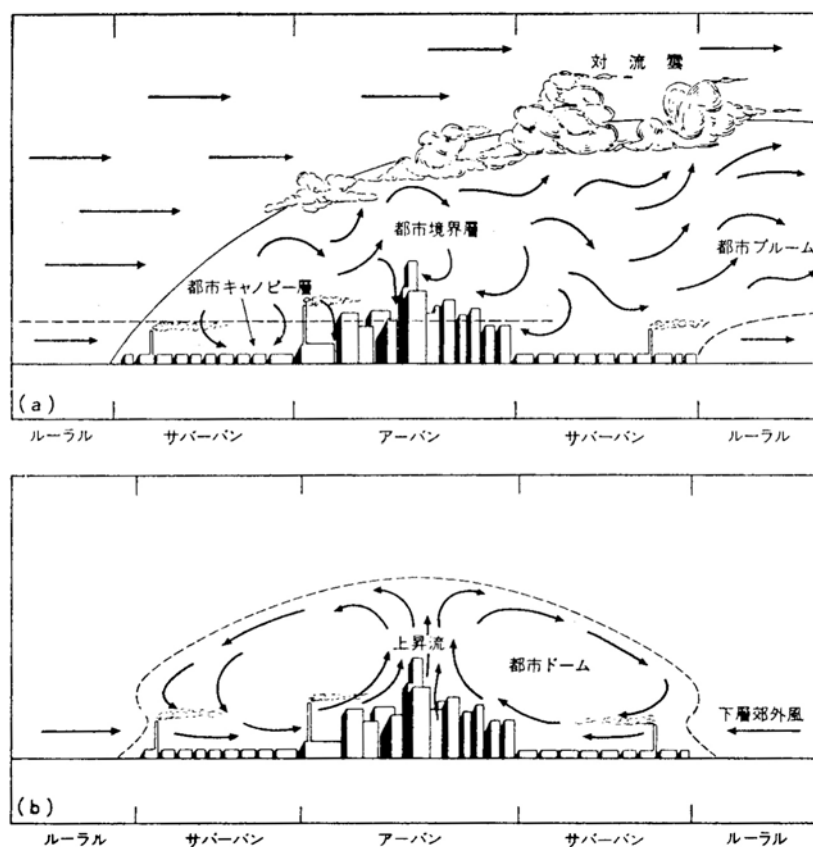 対流雲
都市境界層
都市ブルーム
都市キャノピー層
(a)
ルーラル サバーバン アーバン サバーバン ルーラル
上昇流
都市ドーム
下層郊外風
(b)
ルーラル サバーバン アーバン サバーバン ルーラル